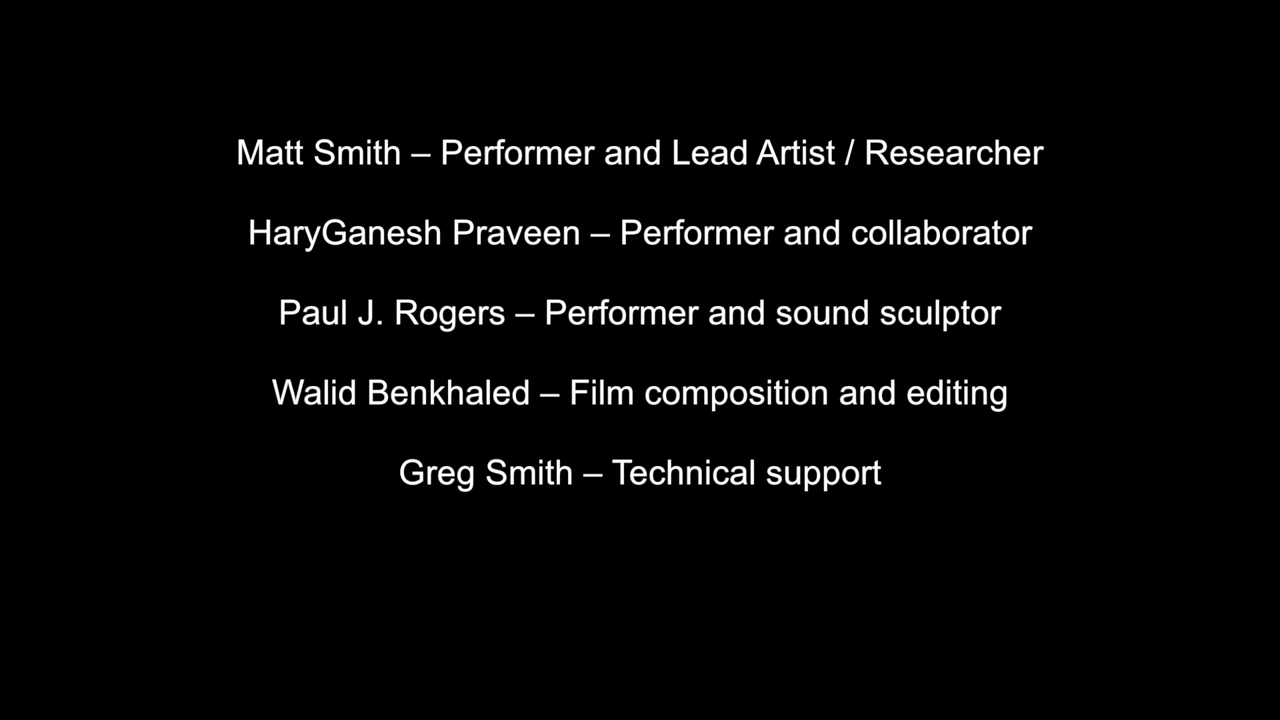 Matt Smith – Performer and Lead Artist / Researcher
HaryGanesh Praveen – Performer and collaborator
Paul J. Rogers – Performer and sound sculptor
Walid Benkhaled – Film composition and editing
Greg Smith – Technical support